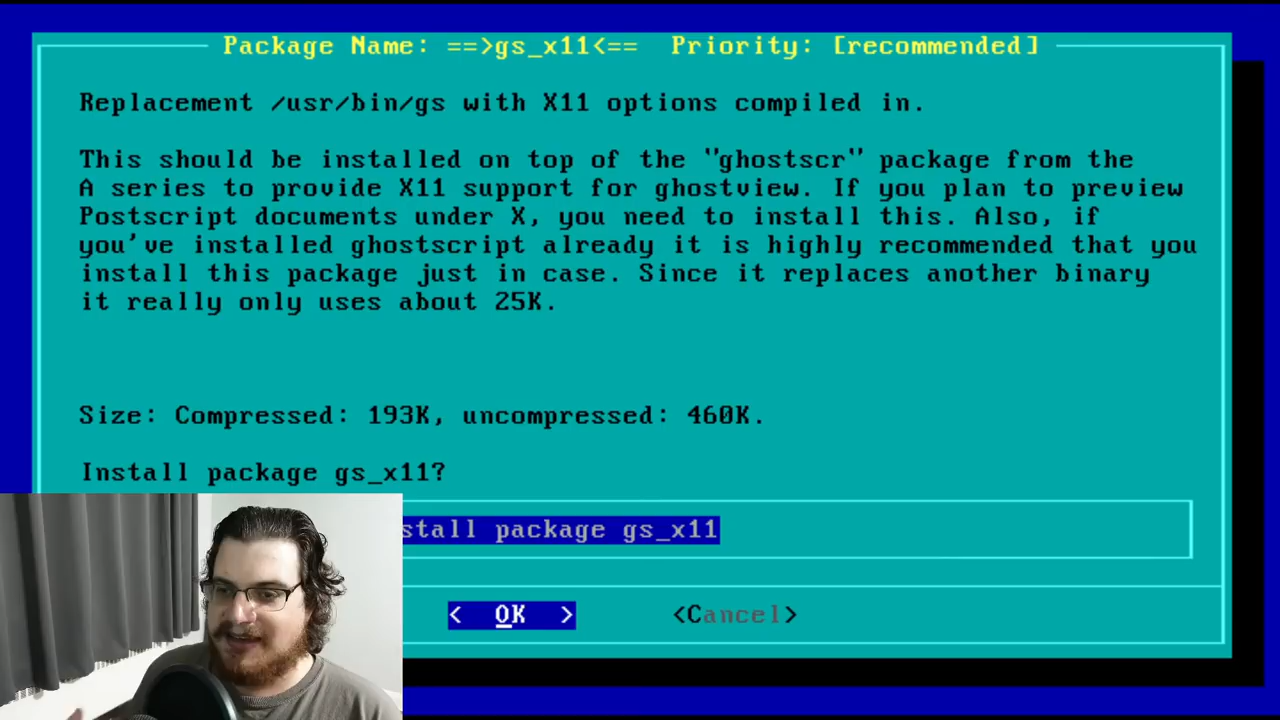 Package Name: ==>gs_x11<== Priority: [recommended]
Replacement /usr/bin/gs with X11 options compiled in.
This should be installed on top of the "ghostscr" package from the
A series to provide X11 support for ghostview. If you plan to preview
Postscript documents under X, you need to install this. Also, if
you've installed ghostscript already it is highly recommended that you
install this package just in case. Since it replaces another binary
it really only uses about 25K.
Size: Compressed: 193K, uncompressed: 460K.
Install package gs_x11?
stall package gs_x11
< OK > <Cancel>